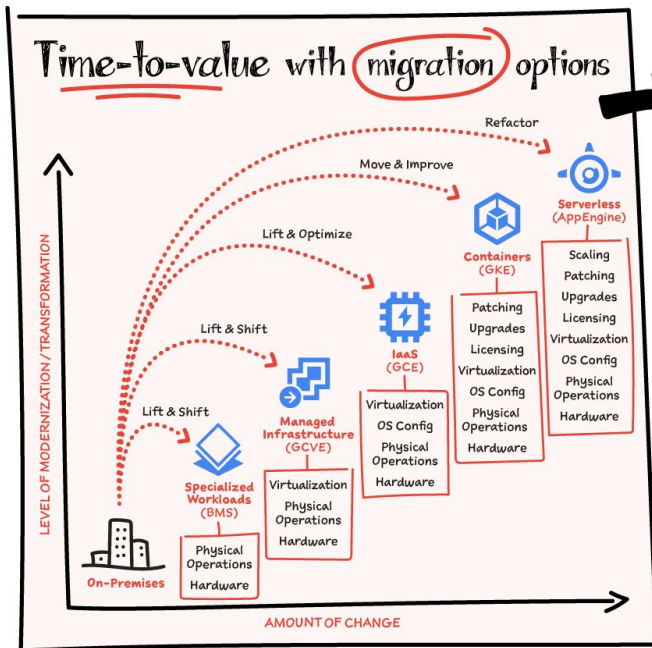 Time-to-value with migration options
Refactor
Move & Improve
Lift & Optimize
Lift & Shift
Lift & Shift
LEVEL OF MODERNIZATION / TRANSFORMATION
On-Premises
Specialized
Workloads
(BMS)
Physical
Operations
Hardware
Managed
Infrastructure
(GCVE)
Virtualization
Physical
Operations
Hardware
IaaS
(GCE)
Virtualization
OS Config
Physical
Operations
Hardware
Containers
(GKE)
Patching
Upgrades
Licensing
Virtualization
OS Config
Physical
Operations
Hardware
Serverless
(AppEngine)
Scaling
Patching
Upgrades
Licensing
Virtualization
OS Config
Physical
Operations
Hardware
AMOUNT OF CHANGE